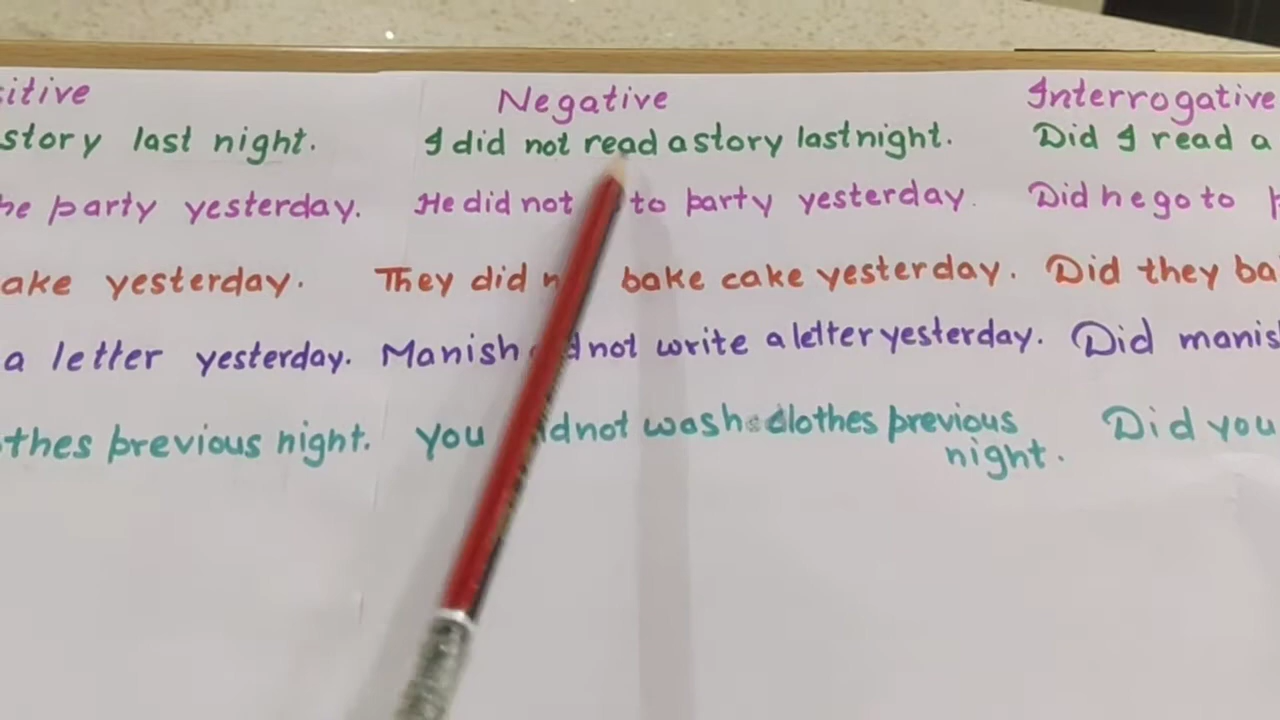 sitive Negative Interrogative
story last night. I did not read a story last night. Did I read a
he party yesterday. He did not to party yesterday. Did he go to
ake yesterday. They did bake cake yesterday. Did they ba
a letter yesterday. Manish not write a letter yesterday. Did manis
othes previous night. You did not wash clothes previous Did you
night.